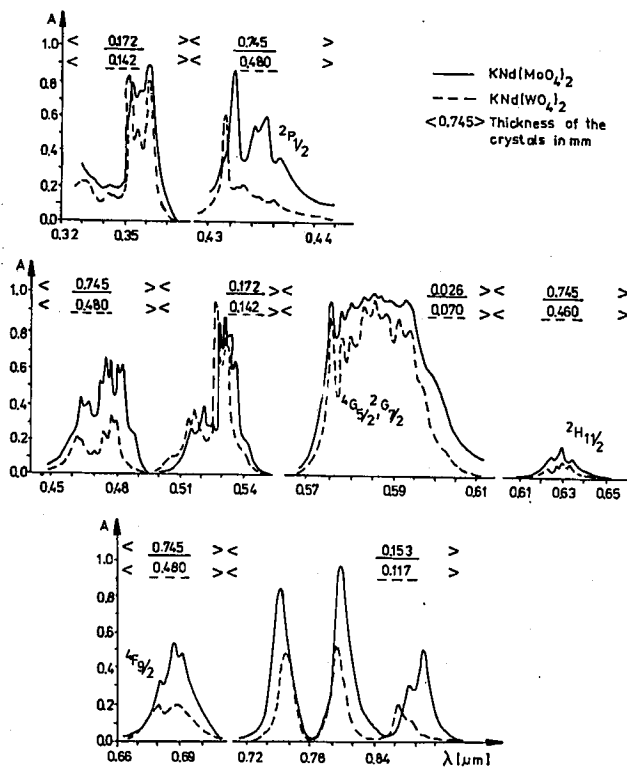 A
< 0.172 > < 0.745 >
< 0.142 > < 0.480 >
1.0
0.8
0.6
0.4
0.2
0.0
²P₁/₂
0.32 0.35 0.43 0.44
KNd(MoO₄)₂
KNd(WO₄)₂
<0.745> Thickness of the
crystals in mm
A
< 0.745 > < 0.172 > < 0.026 > < 0.745 >
< 0.480 > < 0.142 > < 0.070 > < 0.460 >
1.0
0.8
0.6
0.4
0.2
0.0
⁴G₅/₂,²G₇/₂
²H₁₁/₂
0.45 0.48 0.51 0.54 0.57 0.59 0.61 0.61 0.63 0.65
A
< 0.745 > < 0.153 >
< 0.480 > < 0.117 >
1.0
0.8
0.6
0.4
0.2
0.0
⁴F₉/₂
0.66 0.69 0.72 0.78 0.84 λ[μm]